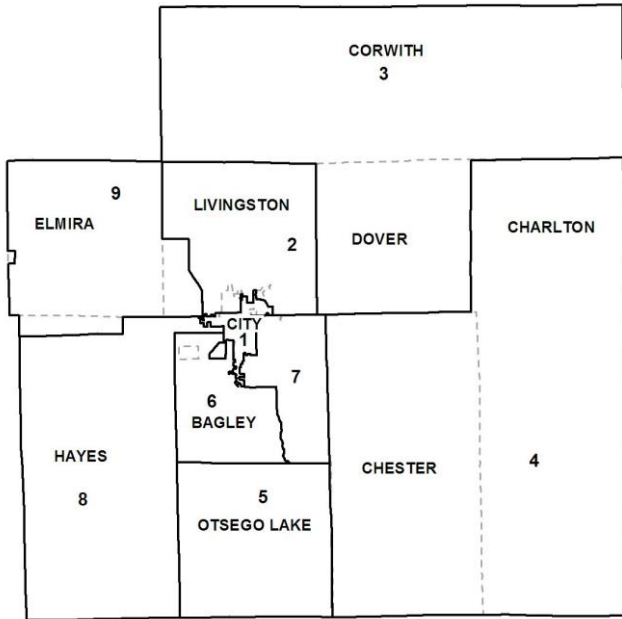 CORWITH
3
9
ELMIRA
LIVINGSTON
2
DOVER
CHARLTON
CITY
1
7
6
BAGLEY
HAYES
8
CHESTER
4
5
OTSEGO LAKE